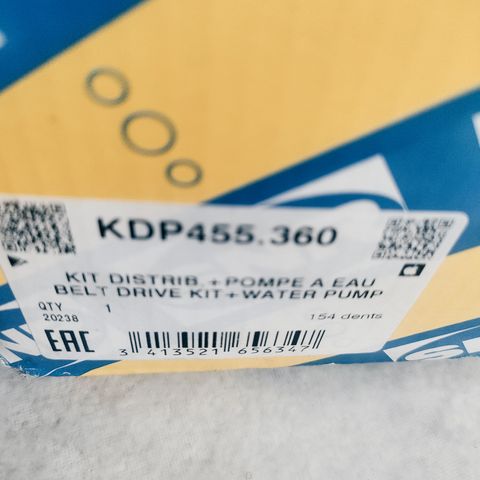 KDP455.360
KIT DISTRIB.+POMPE A EAU
BELT DRIVE KIT+WATER PUMP
QTY 1
20238
154 dents
EAC
3 413521 656347